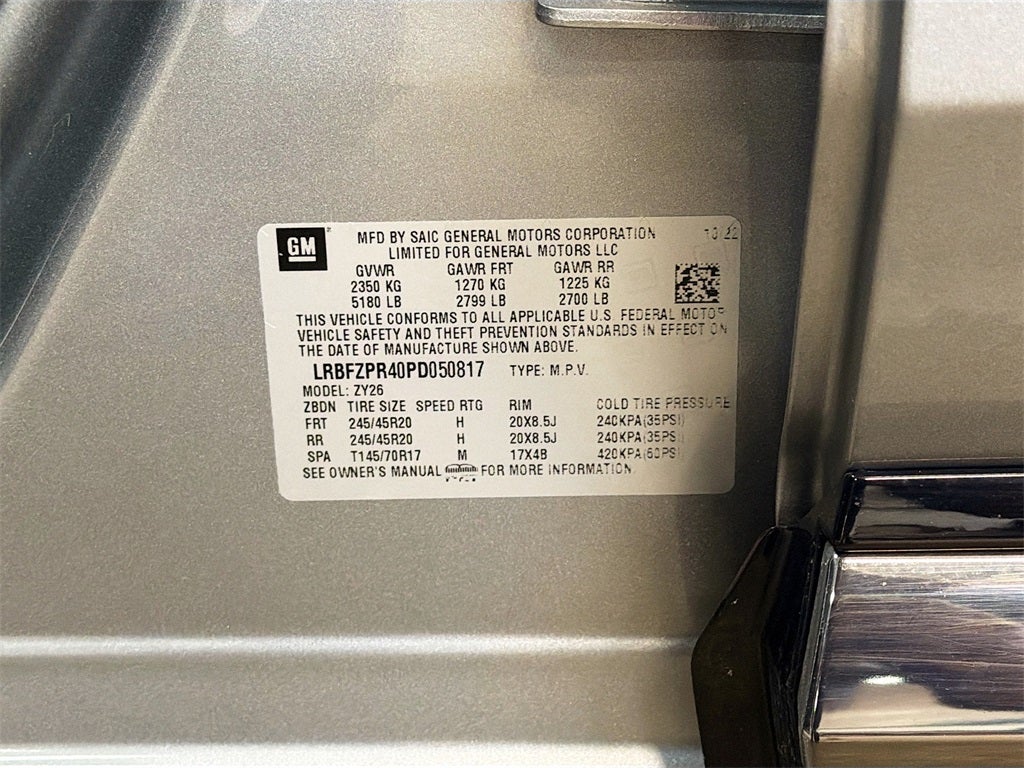 GM
MFD BY SAIC GENERAL MOTORS CORPORATION 10/22
LIMITED FOR GENERAL MOTORS LLC
GVWR GAWR FRT GAWR RR
2350 KG 1270 KG 1225 KG
5180 LB 2799 LB 2700 LB
THIS VEHICLE CONFORMS TO ALL APPLICABLE U.S. FEDERAL MOTOR
VEHICLE SAFETY AND THEFT PREVENTION STANDARDS IN EFFECT ON
THE DATE OF MANUFACTURE SHOWN ABOVE.
LRBFZPR40PD050817 TYPE: M.P.V.
MODEL: ZY26
ZBDN TIRE SIZE SPEED RTG RIM COLD TIRE PRESSURE
FRT 245/45R20 H 20X8.5J 240KPA(35PSI)
RR 245/45R20 H 20X8.5J 240KPA(35PSI)
SPA T145/70R17 M 17X4B 420KPA(60PSI)
SEE OWNER'S MANUAL FOR MORE INFORMATION.